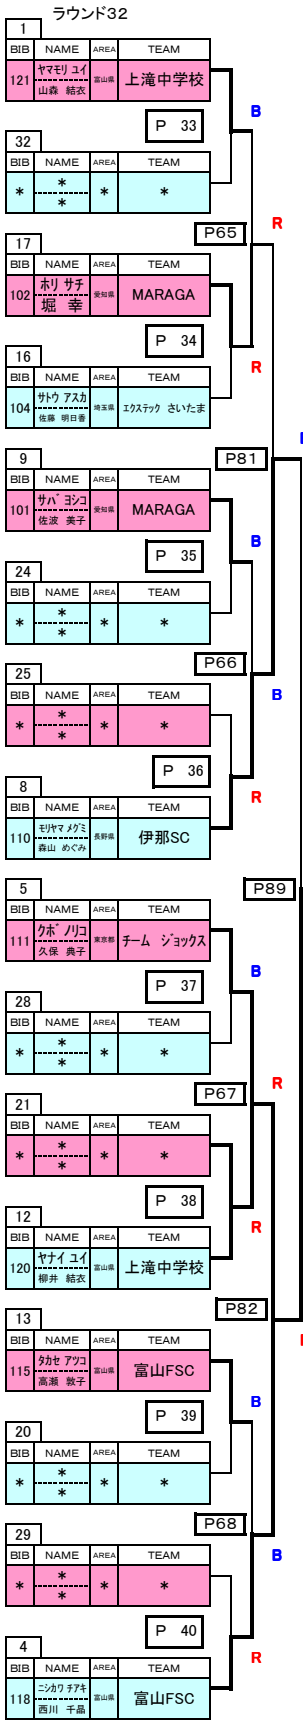 ラウンド32
1
BIB NAME AREA TEAM
121 ヤマモリ ユイ 山森 結衣 富山県 上滝中学校
P 33
B
32
BIB NAME AREA TEAM
* * * * *
P65
R
17
BIB NAME AREA TEAM
102 ホリ サチ 堀 幸 愛知県 MARAGA
P 34
R
16
BIB NAME AREA TEAM
104 サトウ アスカ 佐藤 明日香 埼玉県 エクステック さいたま
9
P81
BIB NAME AREA TEAM
101 サバ ヨシコ 佐波 美子 愛知県 MARAGA
P 35
B
24
BIB NAME AREA TEAM
* * * * *
P66
B
25
BIB NAME AREA TEAM
* * * * *
P 36
R
8
BIB NAME AREA TEAM
110 モリヤマ メグミ 森山 めぐみ 長野県 伊那SC
5
P89
BIB NAME AREA TEAM
111 クボ ノリコ 久保 典子 東京都 チーム ジョックス
P 37
B
28
BIB NAME AREA TEAM
* * * * *
P67
R
21
BIB NAME AREA TEAM
* * * * *
P 38
R
12
BIB NAME AREA TEAM
120 ヤナイ ユイ 柳井 結衣 富山県 上滝中学校
13
P82
BIB NAME AREA TEAM
115 タカセ アツコ 高瀬 敦子 富山県 富山FSC
P 39
B
20
BIB NAME AREA TEAM
* * * * *
P68
B
29
BIB NAME AREA TEAM
* * * * *
P 40
R
4
BIB NAME AREA TEAM
118 ニシカワ チアキ 西川 千晶 富山県 富山FSC